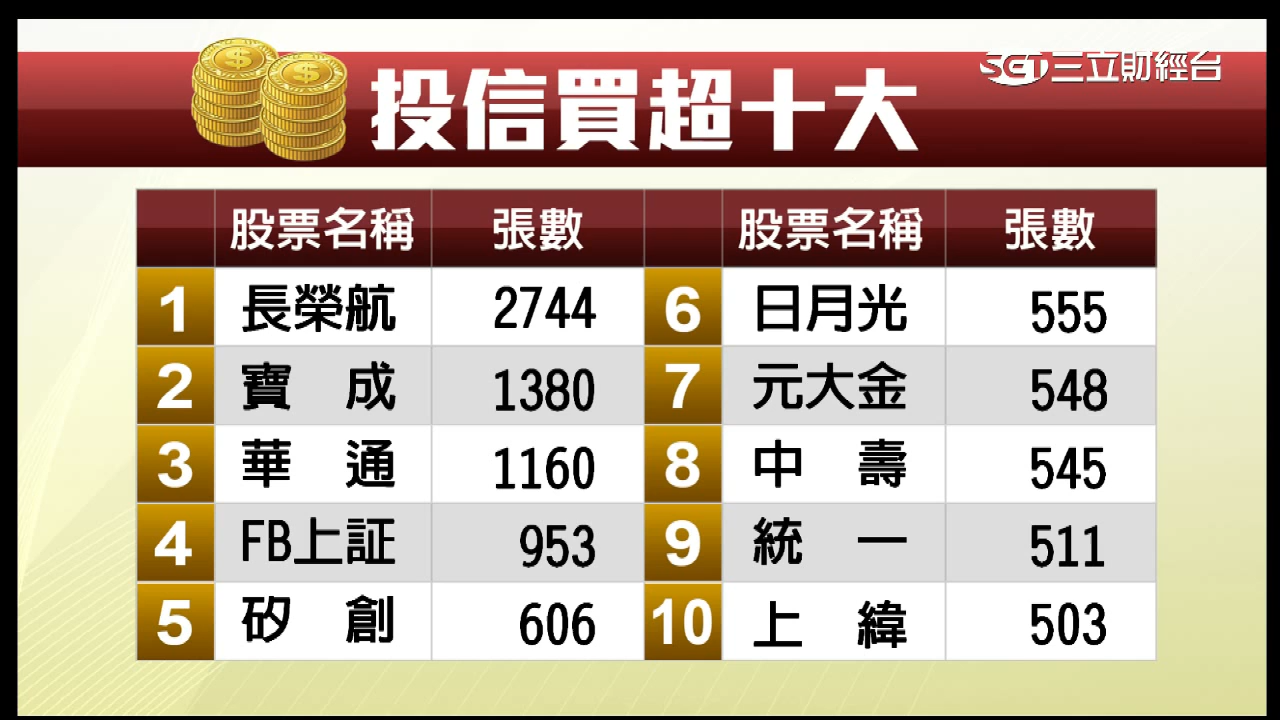 投信買超十大
SET三立財經台
股票名稱 張數 股票名稱 張數
1 長榮航 2744 6 日月光 555
2 寶 成 1380 7 元大金 548
3 華 通 1160 8 中 壽 545
4 FB上証 953 9 統 一 511
5 矽 創 606 10 上 緯 503